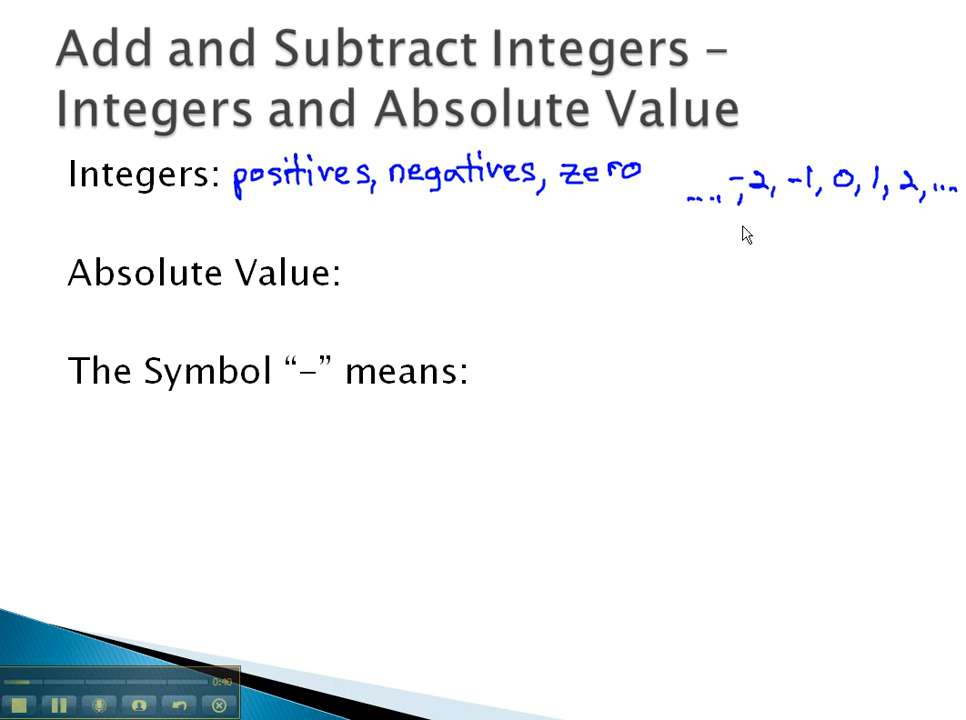 Add and Subtract Integers –
Integers and Absolute Value
Integers: positives, negatives, zero ...., -2, -1, 0, 1, 2, ...
Absolute Value:
The Symbol “–” means:
0:40